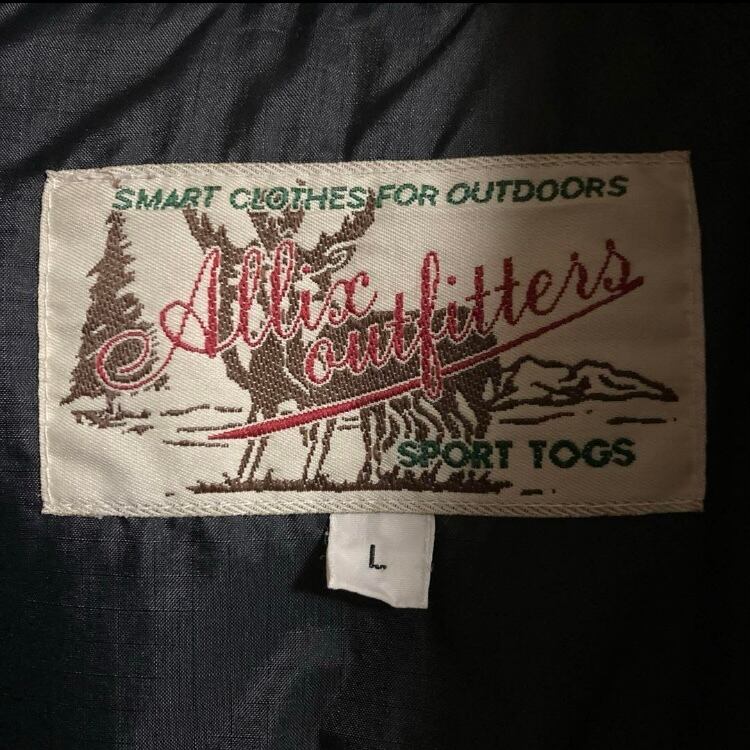 SMART CLOTHES FOR OUTDOORS
Allix
outfitters
SPORT TOGS
L